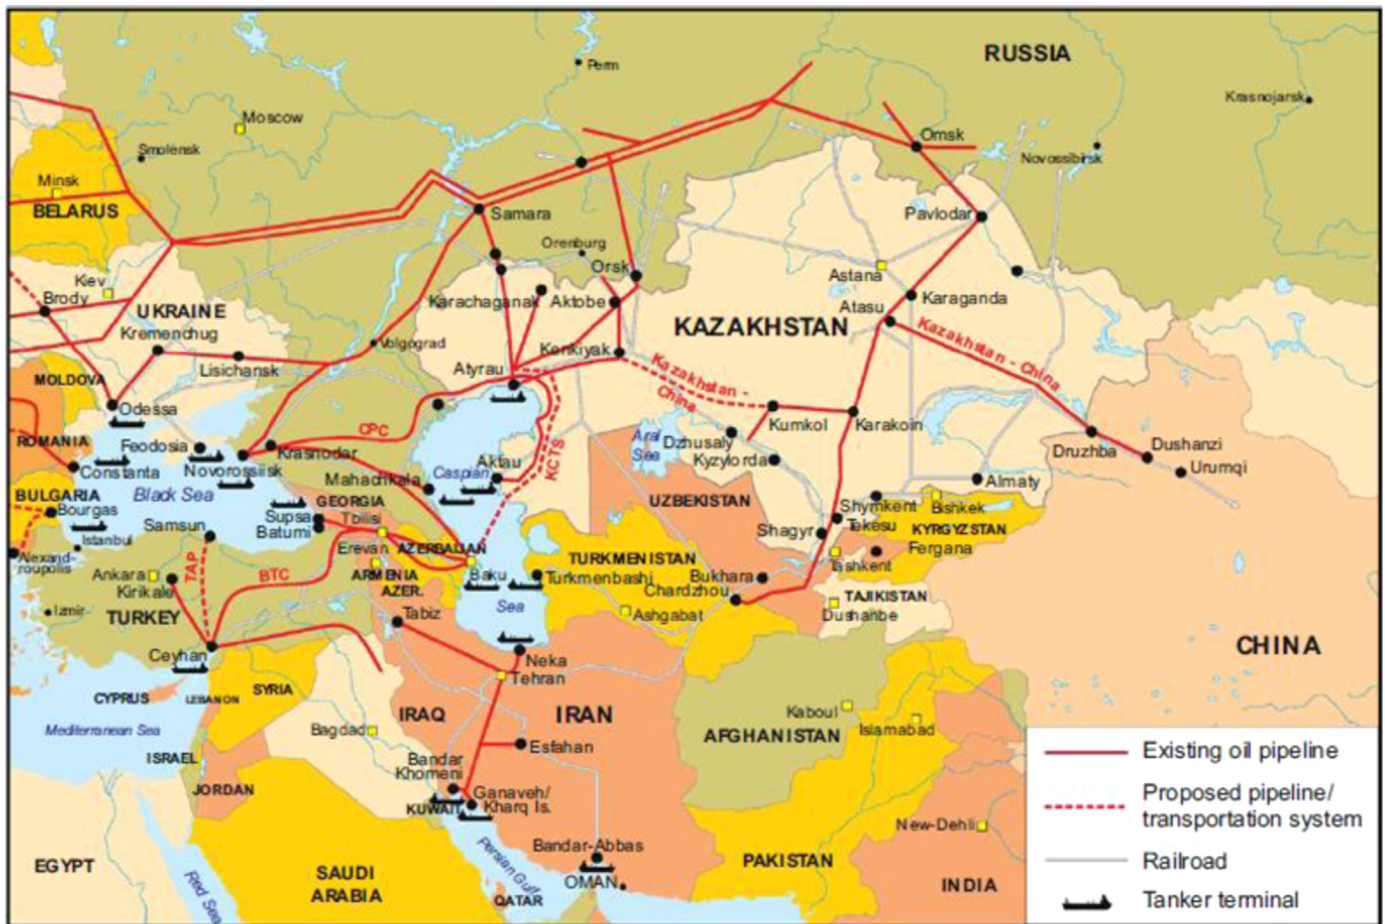 RUSSIA
Perm
Krasnojarsk
Moscow
Omsk
Smolensk
Novossibirsk
Minsk
BELARUS
Samara
Pavlodar
Orenburg
Orsk
Astana
Kiev
Brody
UKRAINE
Karachaganak
Aktobe
Atasu
Karaganda
Kremenchug
KAZAKHSTAN
Volgograd
Kenkiyak
Kazakhstan - China
Lisichansk
Atyrau
Kazakhstan -
China
MOLDOVA
Odessa
Kumkol
Karakoin
CPC
ROMANIA
Feodosia
Krasnodar
Aral
Sea
Dzhusaly
Druzhba
Dushanzi
Constanta
Novorossiisk
Caspian
Aktau
KCTS
Kyzylorda
Urumqi
Mahachkala
Almaty
BULGARIA
Black Sea
GEORGIA
UZBEKISTAN
Shymkent
Bishkek
Bourgas
Samsun
Supsa
Batumi
Tbilisi
Shagyr
Tekesu
KYRGYZSTAN
Istanbul
Erevan
AZERBAIJAN
TURKMENISTAN
Fergana
Alexand-
roupolis
TAP
Tashkent
Ankara
Kirikale
BTC
ARMENIA
AZER.
Baku
Turkmenbashi
Bukhara
Chardzhou
TAJIKISTAN
Izmir
TURKEY
Tabiz
Sea
Ashgabat
Dushanbe
CHINA
Ceyhan
Neka
Tehran
CYPRUS
LEBANON
SYRIA
IRAQ
IRAN
Kaboul
Islamabad
Mediterranean Sea
Bagdad
AFGHANISTAN
Esfahan
ISRAEL
Bandar
Khomeni
JORDAN
Ganaveh/
Kharq Is.
KUWAIT
New-Dehli
Persian Gulf
Bandar-Abbas
EGYPT
SAUDI
ARABIA
Red Sea
QATAR
OMAN
PAKISTAN
INDIA
Existing oil pipeline
Proposed pipeline/
transportation system
Railroad
Tanker terminal